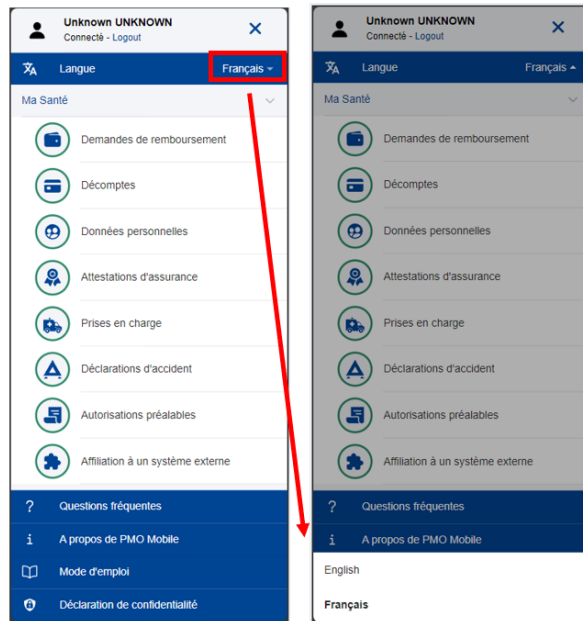 Unknown UNKNOWN
Connecté - Logout
Langue Français
Ma Santé
Demandes de remboursement
Décomptes
Données personnelles
Attestations d'assurance
Prises en charge
Déclarations d'accident
Autorisations préalables
Affiliation à un système externe
? Questions fréquentes
i A propos de PMO Mobile
Mode d'emploi
Déclaration de confidentialité
Unknown UNKNOWN
Connecté - Logout
Langue Français
Ma Santé
Demandes de remboursement
Décomptes
Données personnelles
Attestations d'assurance
Prises en charge
Déclarations d'accident
Autorisations préalables
Affiliation à un système externe
? Questions fréquentes
i A propos de PMO Mobile
English
Français